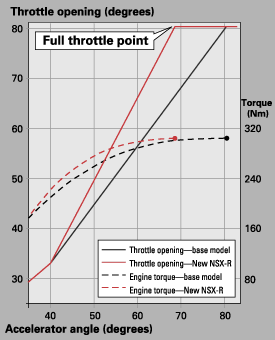 Throttle opening (degrees)
80
Full throttle point
70
Torque
(Nm)
60
320
50
240
40
160
Throttle opening—base model
Throttle opening—New NSX-R
Engine torque—base model
Engine torque—New NSX-R
30
80
40 50 60 70 80
Accelerator angle (degrees)